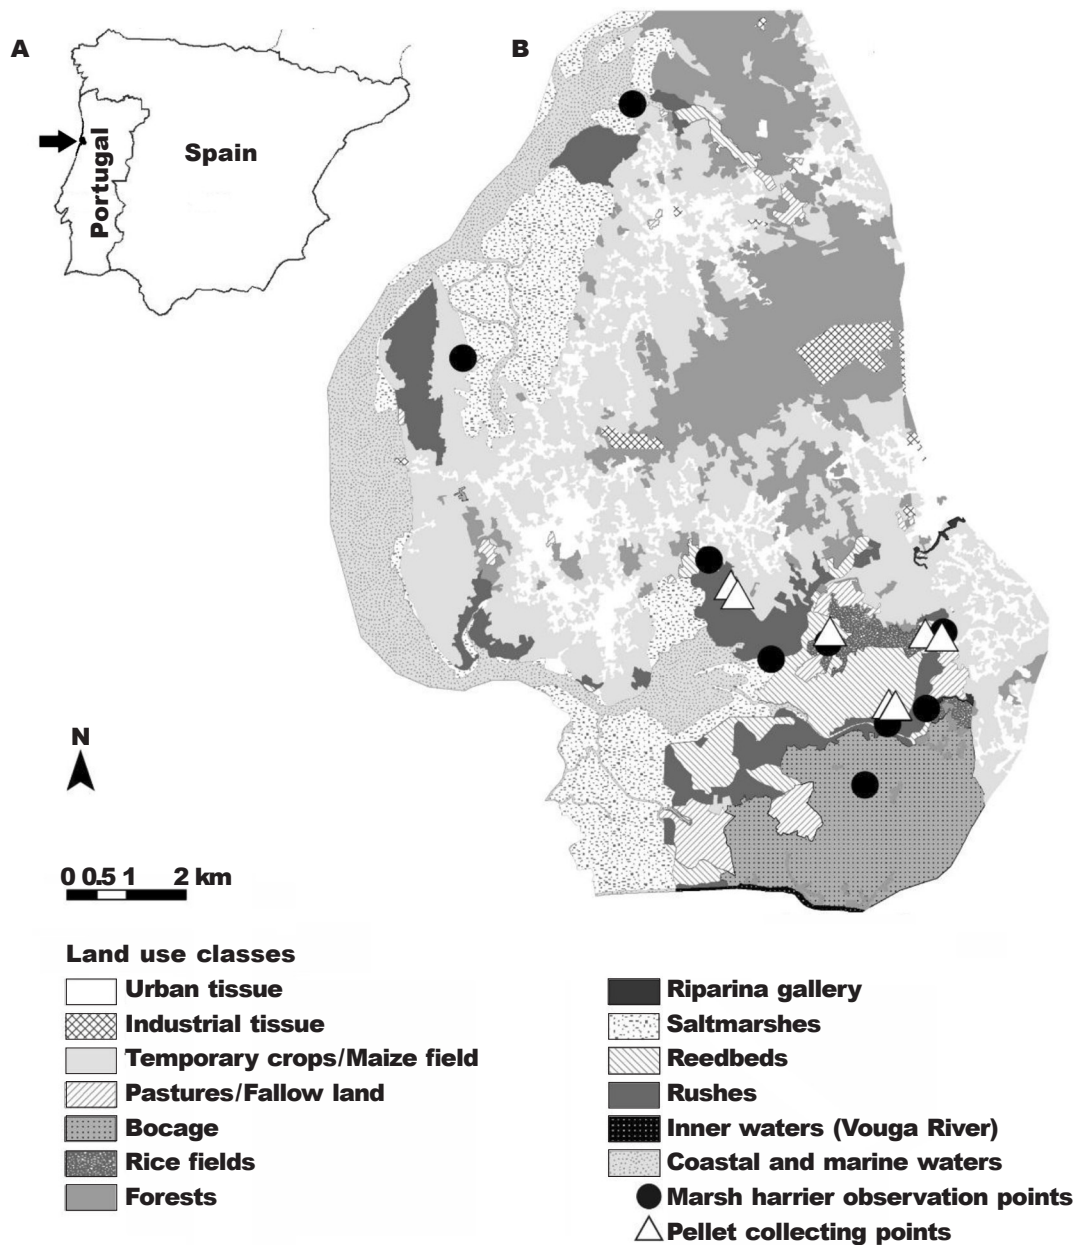 A
B
Portugal
Spain
N
0 0.5 1 2 km
Land use classes
Urban tissue
Industrial tissue
Temporary crops/Maize field
Pastures/Fallow land
Bocage
Rice fields
Forests
Riparina gallery
Saltmarshes
Reedbeds
Rushes
Inner waters (Vouga River)
Coastal and marine waters
Marsh harrier observation points
Pellet collecting points